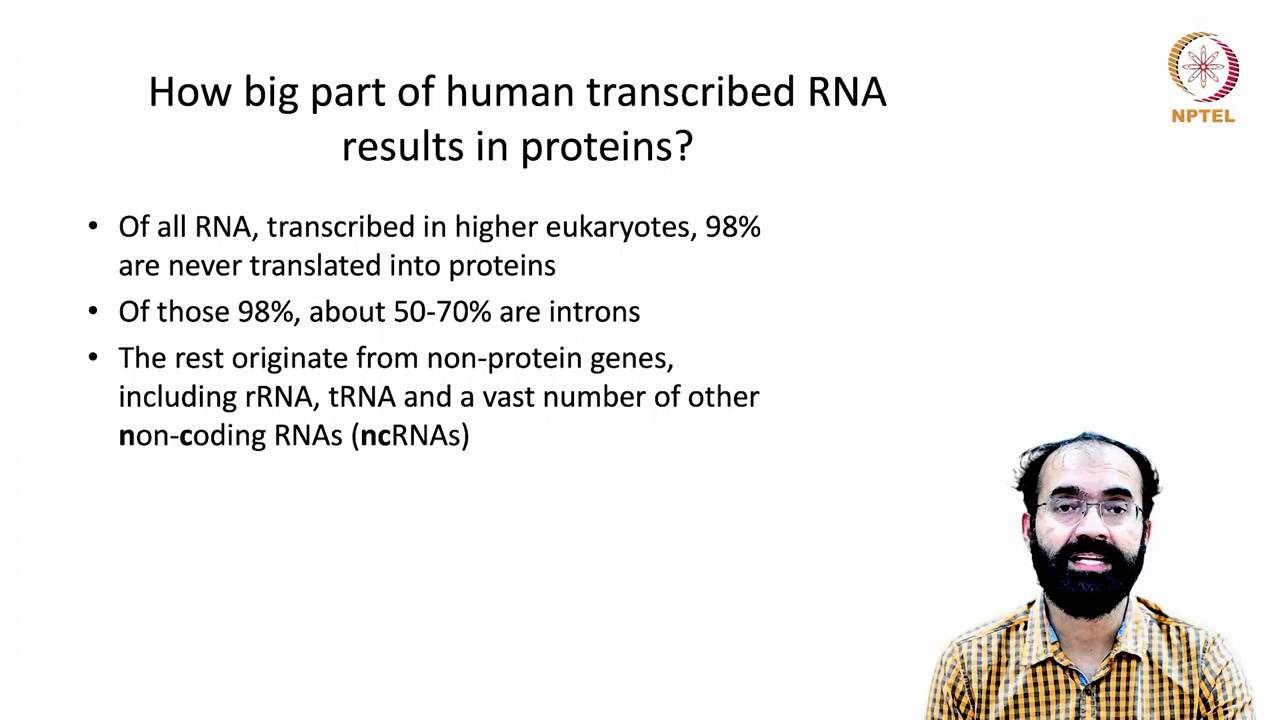 How big part of human transcribed RNA
results in proteins?
• Of all RNA, transcribed in higher eukaryotes, 98%
are never translated into proteins
• Of those 98%, about 50-70% are introns
• The rest originate from non-protein genes,
including rRNA, tRNA and a vast number of other
non-coding RNAs (ncRNAs)
NPTEL